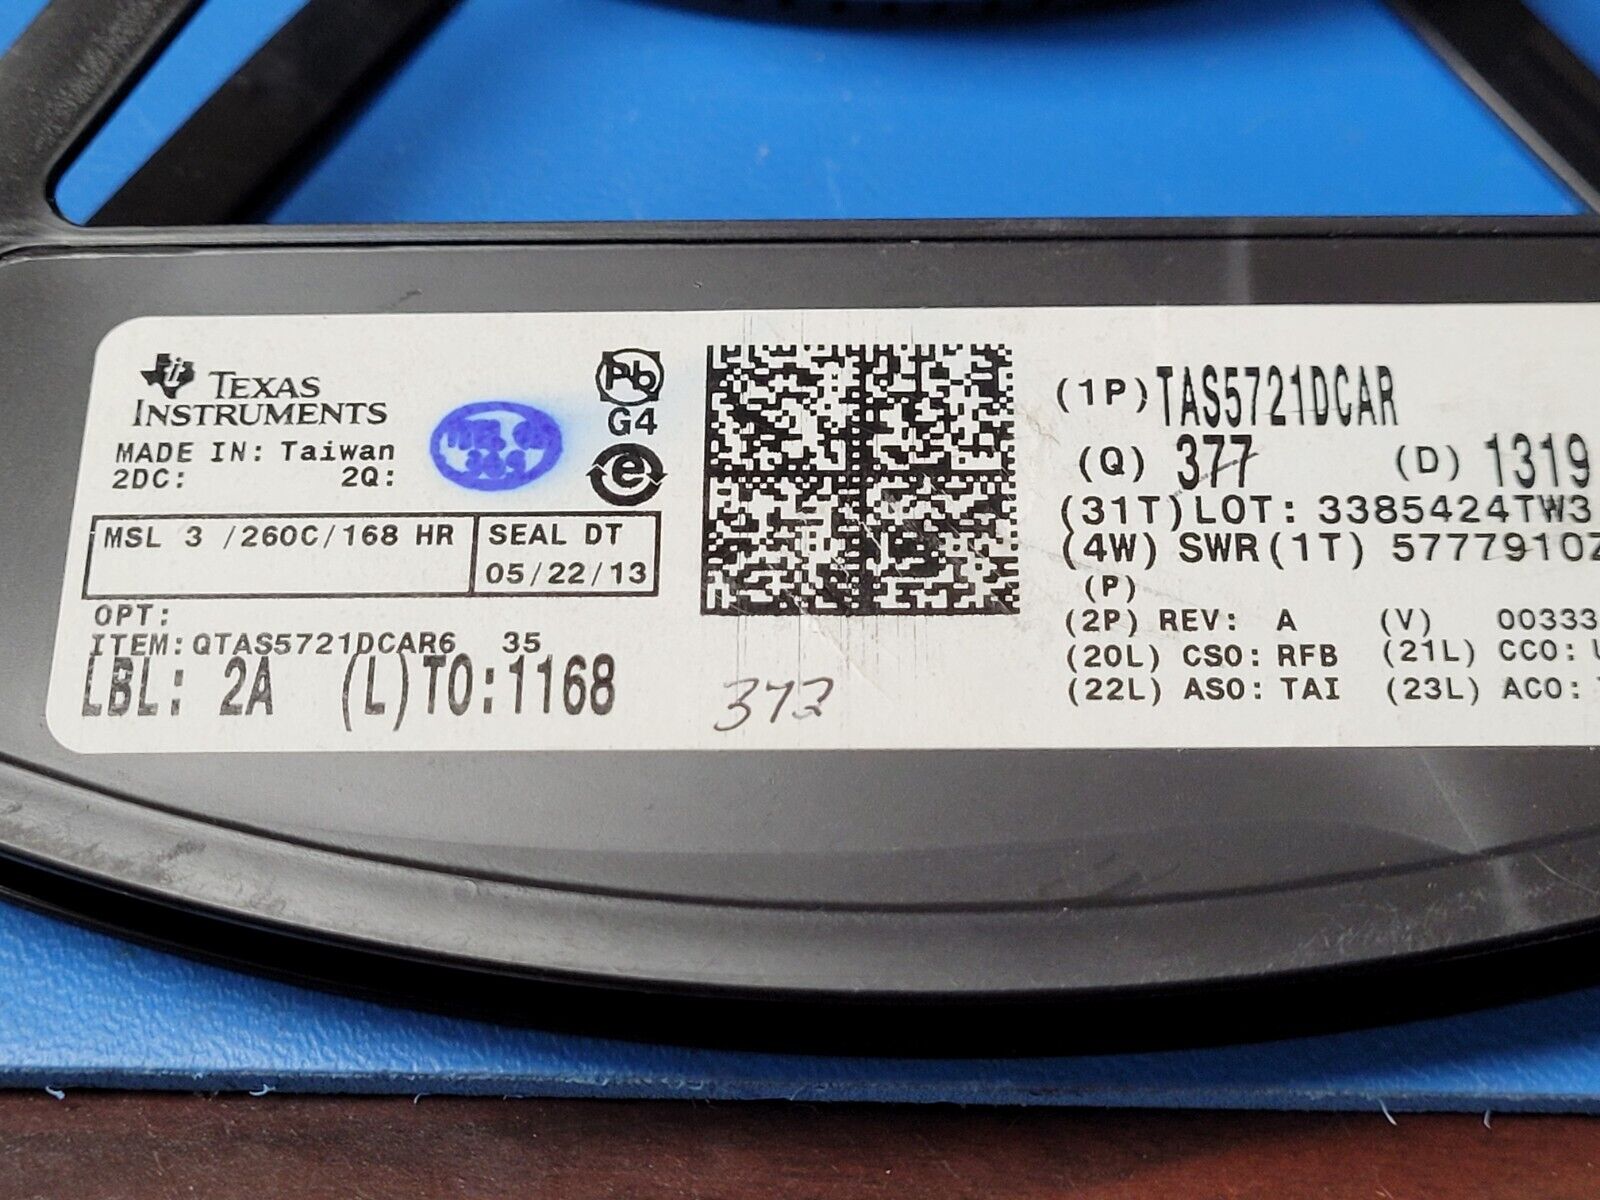 TEXAS
INSTRUMENTS
MADE IN: Taiwan
2DC: 2Q:
Pb
G4
e
MSL 3 /260C/168 HR
SEAL DT
05/22/13
OPT:
ITEM: QTAS5721DCAR6 35
LBL: 2A (L)TO:1168
372
(1P) TAS5721DCAR
(Q) 377 (D) 1319
(31T)LOT: 3385424TW3
(4W) SWR(1T) 5777910Z
(P)
(2P) REV: A (V) 00333
(20L) CSO: RFB (21L) CCO:
(22L) ASO: TAI (23L) ACO: